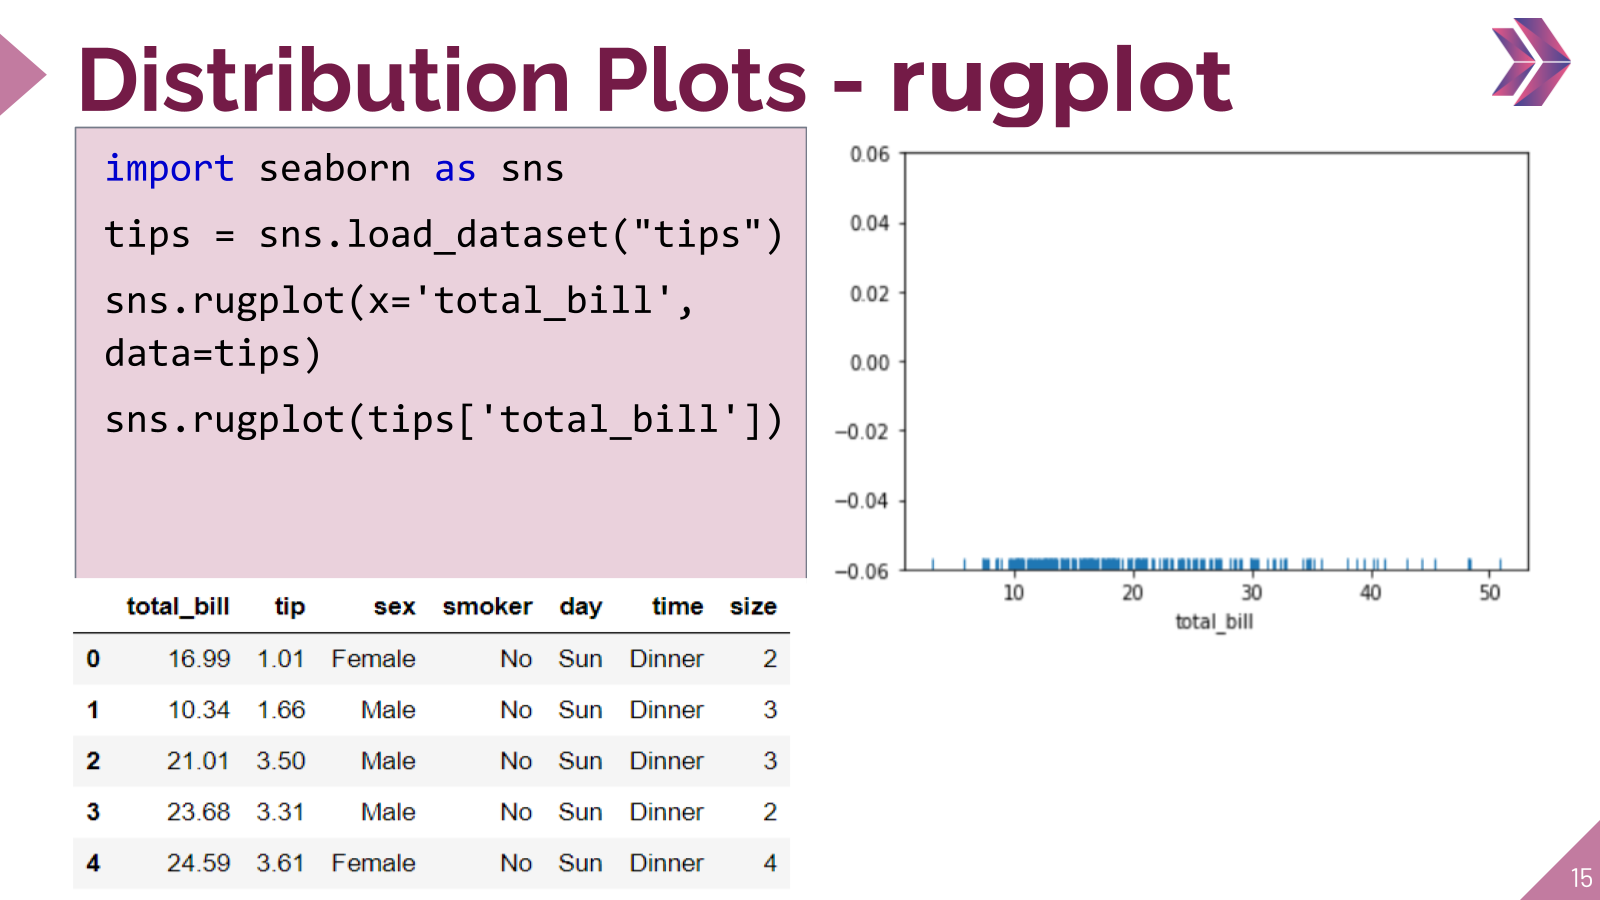 Distribution Plots - rugplot
import seaborn as sns
tips = sns.load_dataset("tips")
sns.rugplot(x='total_bill',
data=tips)
sns.rugplot(tips['total_bill'])
total_bill tip sex smoker day time size
0 16.99 1.01 Female No Sun Dinner 2
1 10.34 1.66 Male No Sun Dinner 3
2 21.01 3.50 Male No Sun Dinner 3
3 23.68 3.31 Male No Sun Dinner 2
4 24.59 3.61 Female No Sun Dinner 4
0.06
0.04
0.02
0.00
−0.02
−0.04
−0.06
10 20 30 40 50
total_bill
15